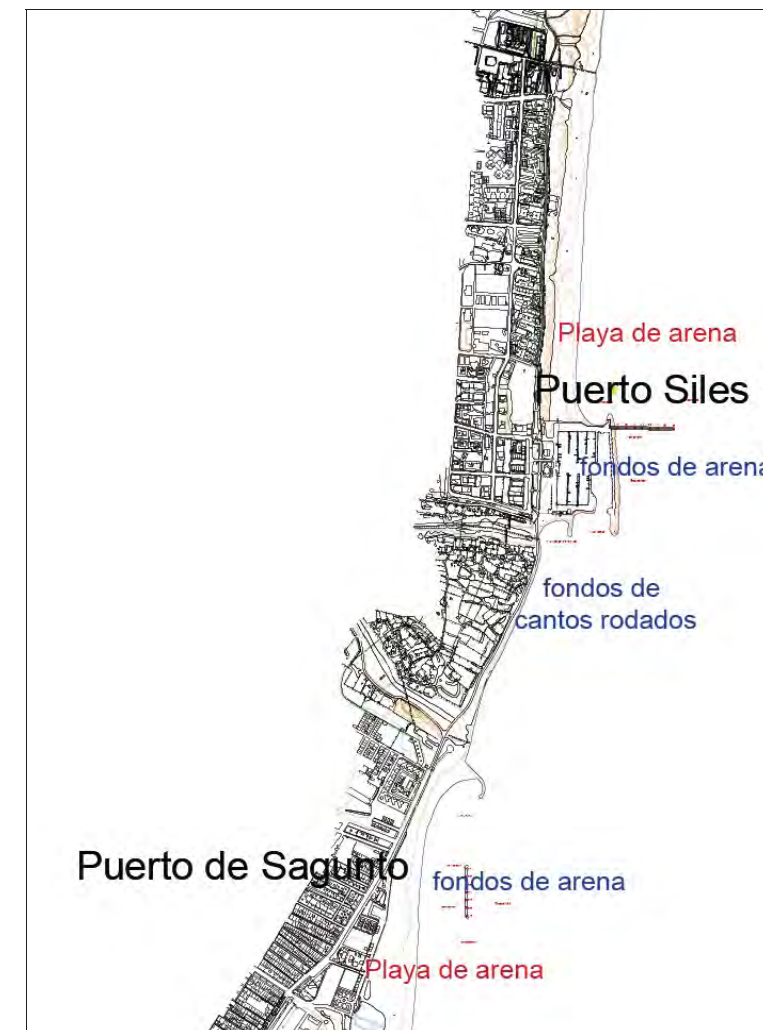 Playa de arena
Puerto Siles
fondos de arena
fondos de
cantos rodados
Puerto de Sagunto
fondos de arena
Playa de arena